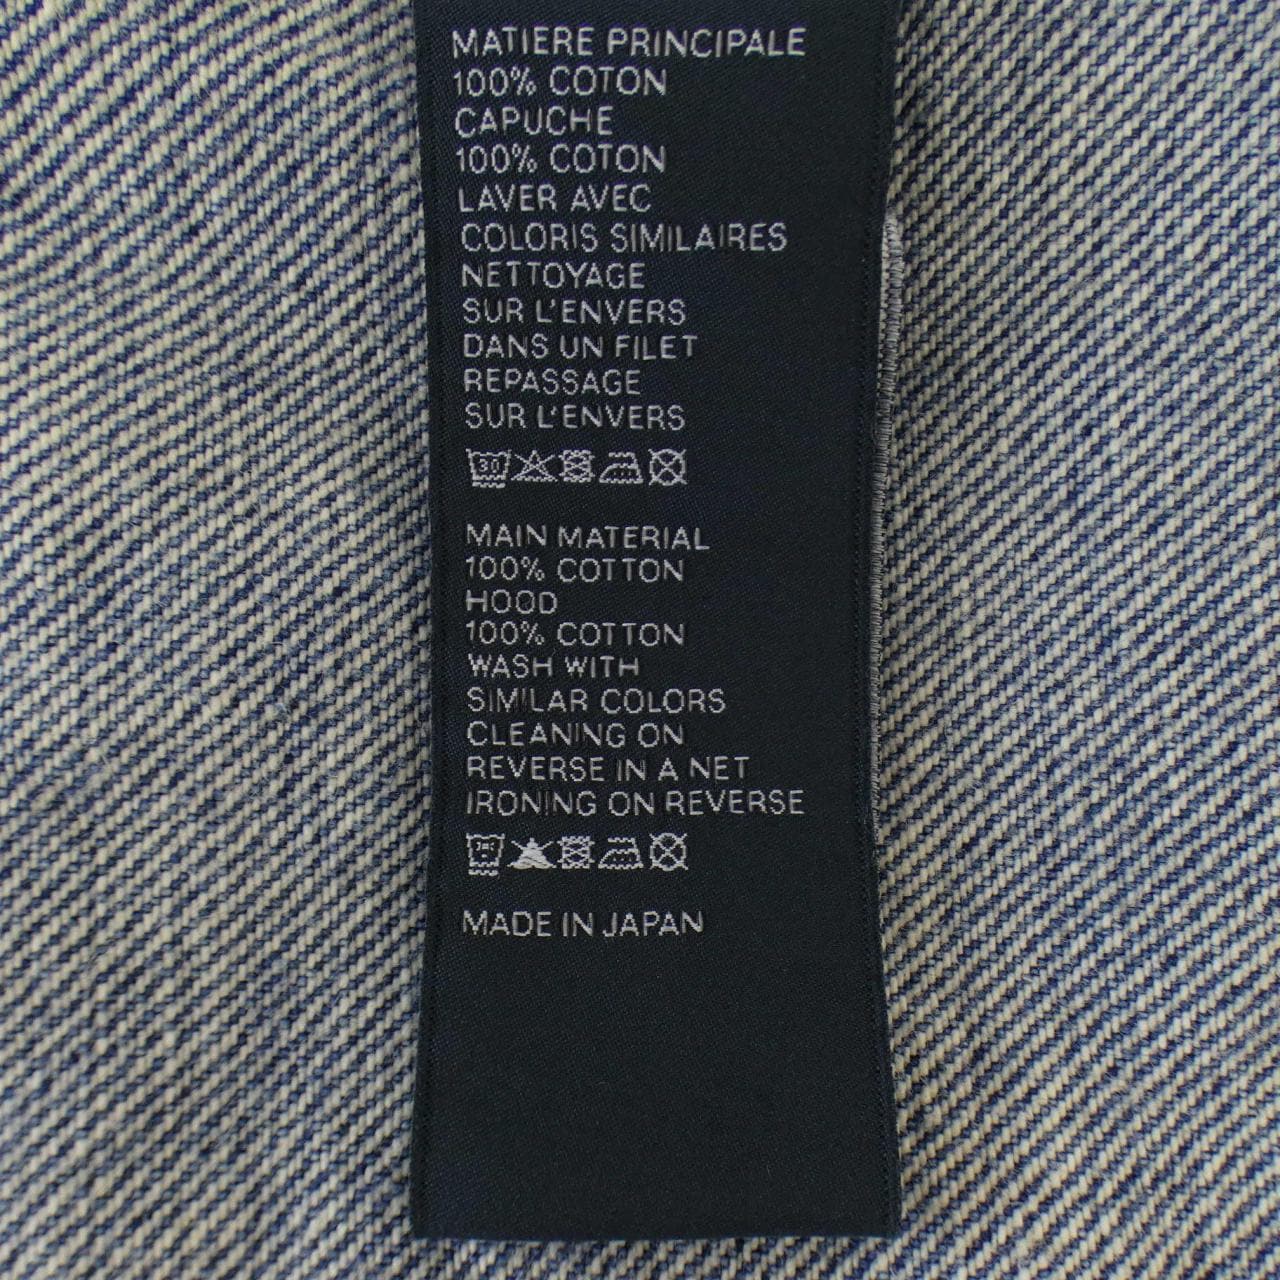 MATIERE PRINCIPALE
100% COTON
CAPUCHE
100% COTON
LAVER AVEC
COLORIS SIMILAIRES
NETTOYAGE
SUR L'ENVERS
DANS UN FILET
REPASSAGE
SUR L'ENVERS
30
MAIN MATERIAL
100% COTTON
HOOD
100% COTTON
WASH WITH
SIMILAR COLORS
CLEANING ON
REVERSE IN A NET
IRONING ON REVERSE
MADE IN JAPAN